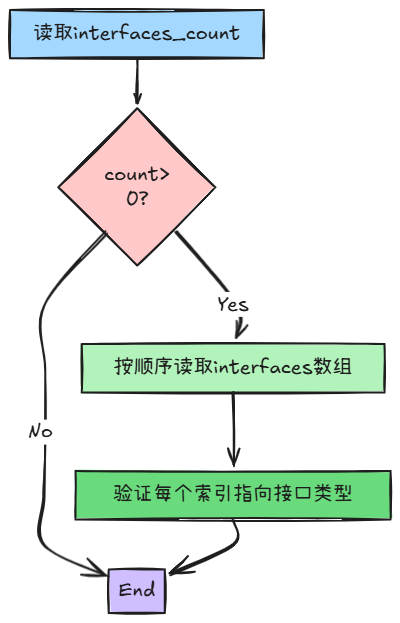 读取interfaces_count
count>
0?
Yes
按顺序读取interfaces数组
No
验证每个索引指向接口类型
End